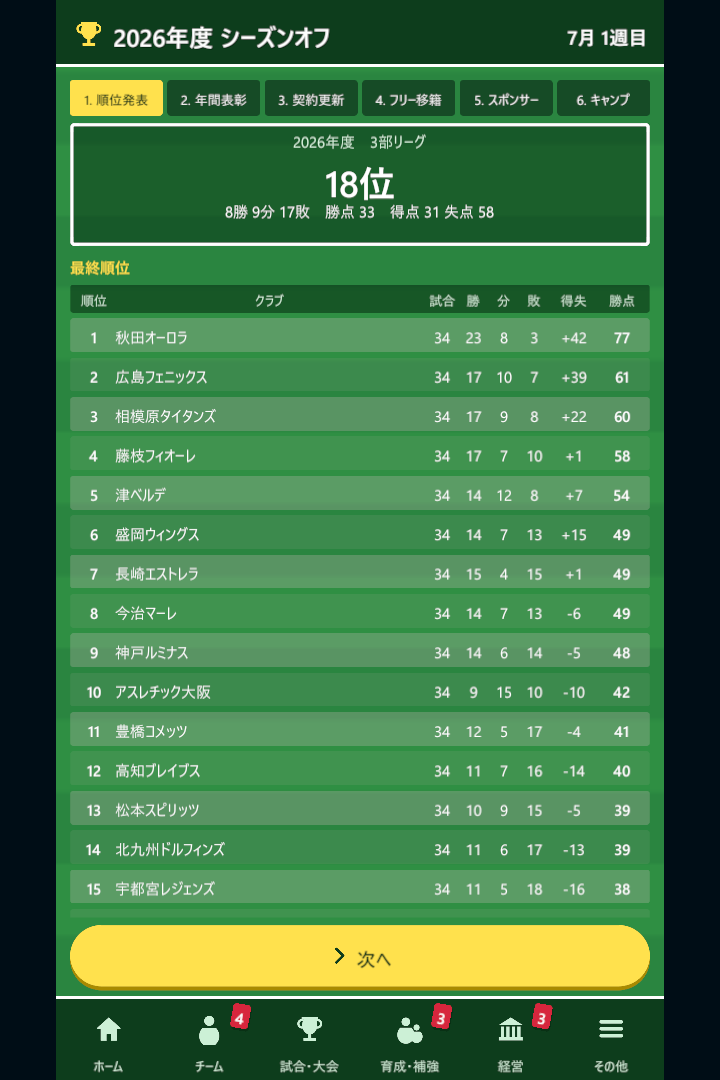 2026年度 シーズンオフ 7月 1週目
1. 順位発表 2. 年間表彰 3. 契約更新 4. フリー移籍 5. スポンサー 6. キャンプ
2026年度 3部リーグ
18位
8勝 9分 17敗 勝点 33 得点 31 失点 58
最終順位
順位 クラブ 試合 勝 分 敗 得失 勝点
1 秋田オーロラ 34 23 8 3 +42 77
2 広島フェニックス 34 17 10 7 +39 61
3 相模原タイタンズ 34 17 9 8 +22 60
4 藤枝フィオーレ 34 17 7 10 +1 58
5 津ベルデ 34 14 12 8 +7 54
6 盛岡ウィングス 34 14 7 13 +15 49
7 長崎エストレラ 34 15 4 15 +1 49
8 今治マーレ 34 14 7 13 -6 49
9 神戸ルミナス 34 14 6 14 -5 48
10 アスレチック大阪 34 9 15 10 -10 42
11 豊橋コメッツ 34 12 5 17 -4 41
12 高知ブレイブス 34 11 7 16 -14 40
13 松本スピリッツ 34 10 9 15 -5 39
14 北九州ドルフィンズ 34 11 6 17 -13 39
15 宇都宮レジェンズ 34 11 5 18 -16 38
次へ
4 3 3
ホーム チーム 試合・大会 育成・補強 経営 その他